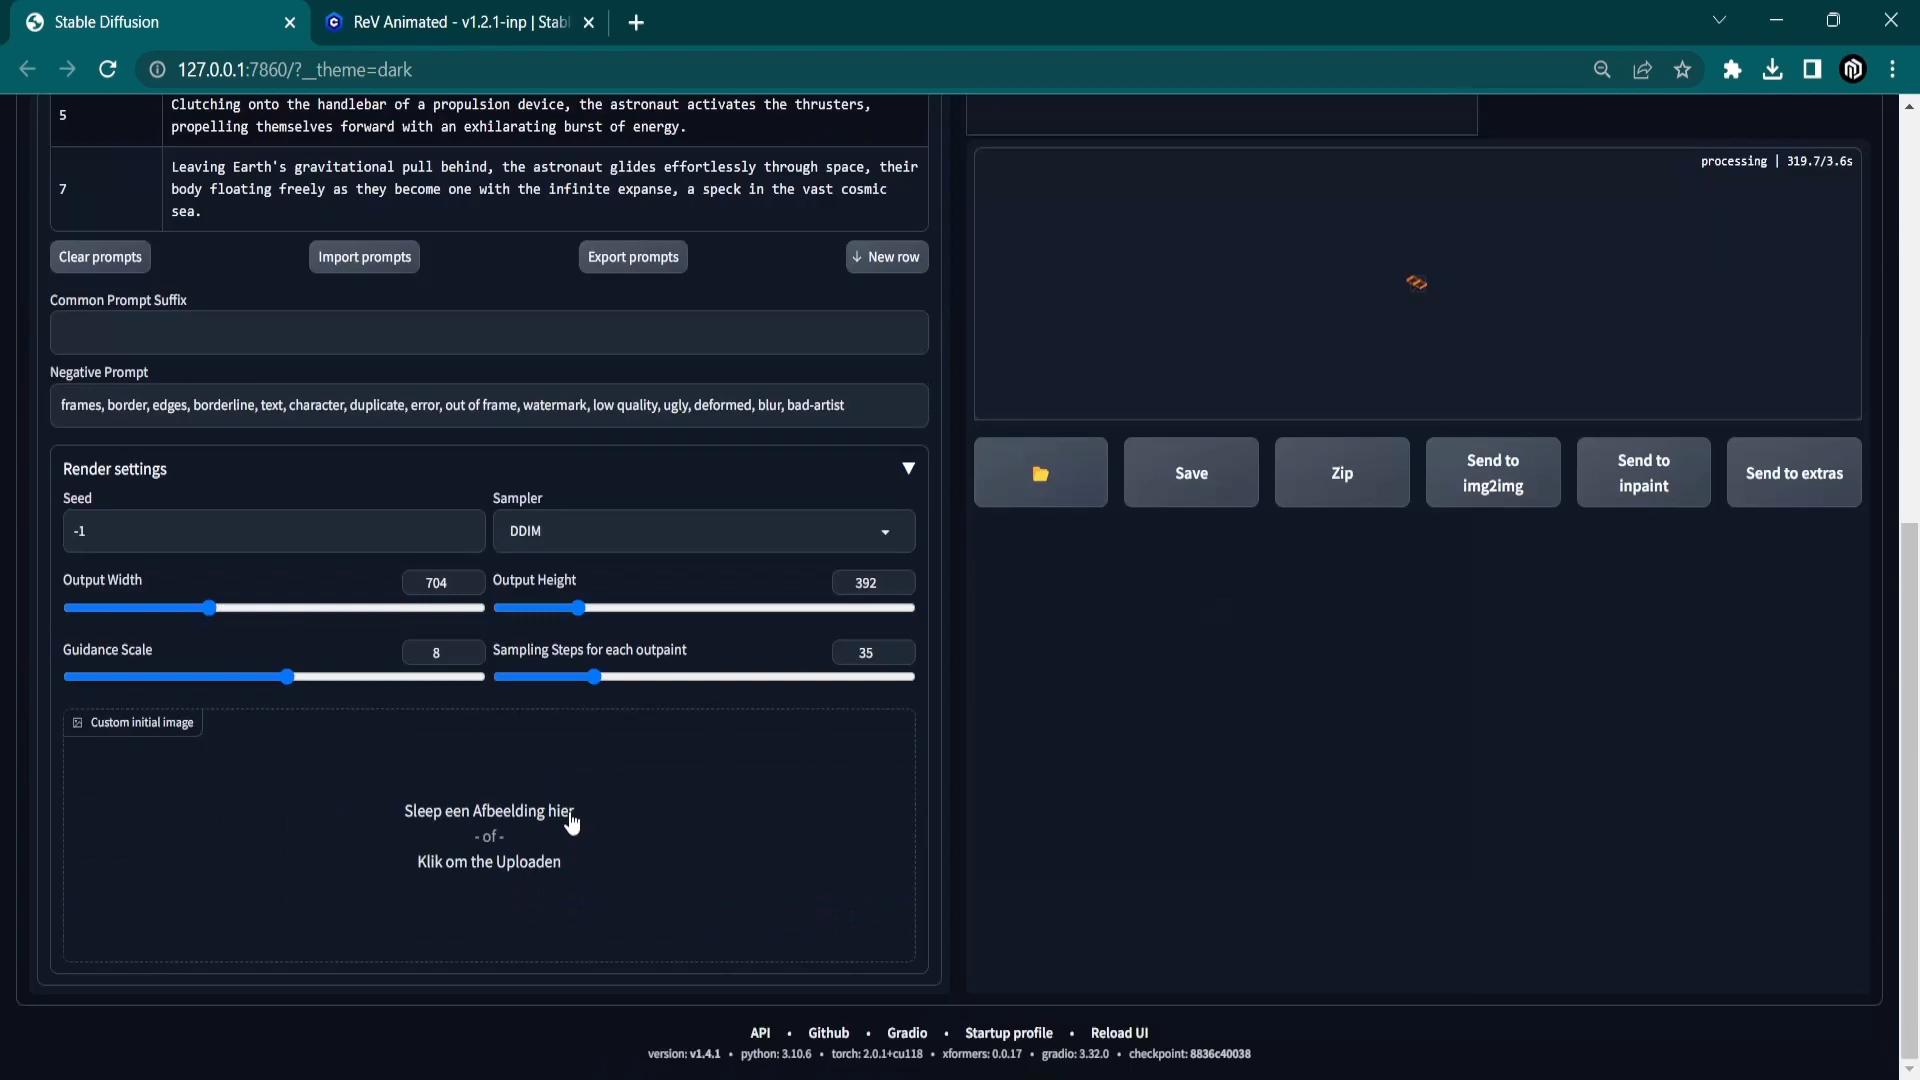 Stable Diffusion
ReV Animated - v1.2.1-inp | Stab
127.0.0.1:7860/?__theme=dark
5
Clutching onto the handlebar of a propulsion device, the astronaut activates the thrusters,
propelling themselves forward with an exhilarating burst of energy.
7
Leaving Earth's gravitational pull behind, the astronaut glides effortlessly through space, their
body floating freely as they become one with the infinite expanse, a speck in the vast cosmic
sea.
Clear prompts
Import prompts
Export prompts
↓ New row
Common Prompt Suffix
Negative Prompt
frames, border, edges, borderline, text, character, duplicate, error, out of frame, watermark, low quality, ugly, deformed, blur, bad-artist
Render settings
Seed
-1
Sampler
DDIM
Output Width
704
Output Height
392
Guidance Scale
8
Sampling Steps for each outpaint
35
Custom initial image
Sleep een Afbeelding hier
- of -
Klik om the Uploaden
processing | 319.7/3.6s
Save
Zip
Send to
img2img
Send to
inpaint
Send to extras
API • Github • Gradio • Startup profile • Reload UI
version: v1.4.1 • python: 3.10.6 • torch: 2.0.1+cu118 • xformers: 0.0.17 • gradio: 3.32.0 • checkpoint: 8836c40038